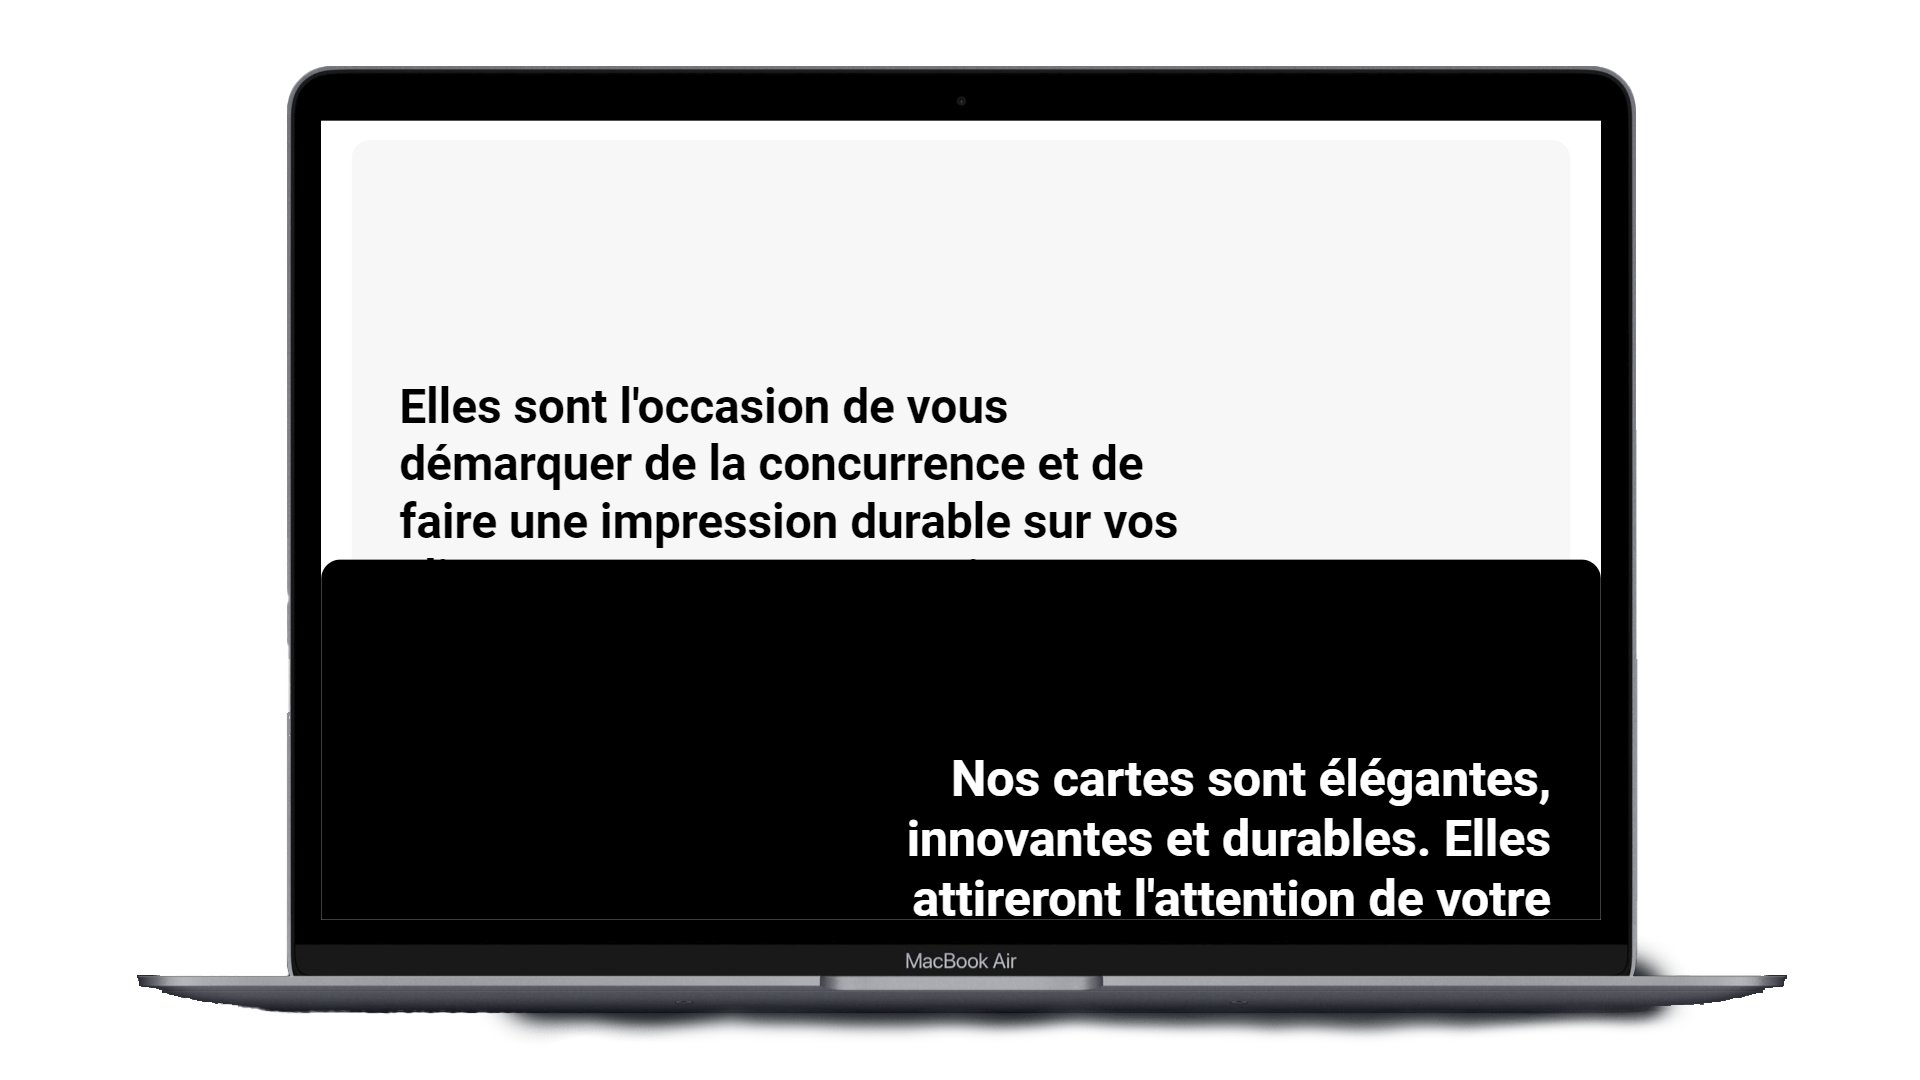 Elles sont l'occasion de vous
démarquer de la concurrence et de
faire une impression durable sur vos
Nos cartes sont élégantes,
innovantes et durables. Elles
attireront l'attention de votre
MacBook Air